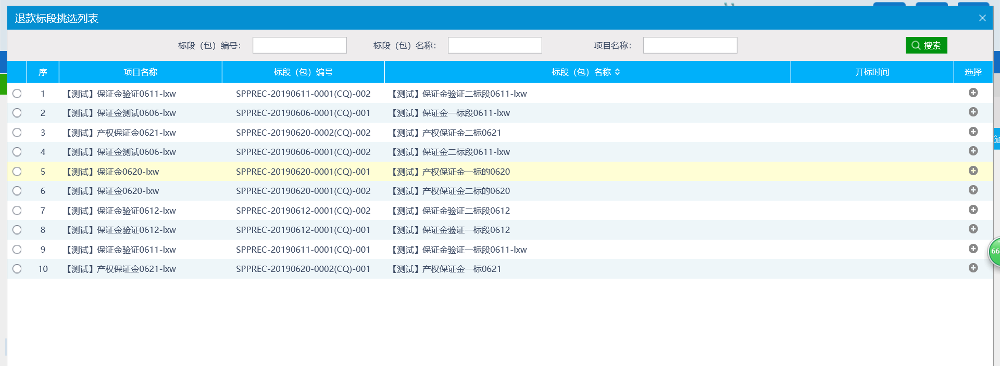 退款标段挑选列表
标段（包）编号： 标段（包）名称： 项目名称： 搜索
序 项目名称 标段（包）编号 标段（包）名称 开标时间 选择
1 【测试】保证金验证0611-lxw SPPREC-20190611-0001(CQ)-002 【测试】保证金验证二标段0611-lxw
2 【测试】保证金测试0606-lxw SPPREC-20190606-0001(CQ)-001 【测试】保证金一标段0611-lxw
3 【测试】产权保证金0621-lxw SPPREC-20190620-0002(CQ)-002 【测试】产权保证金二标0621
4 【测试】保证金测试0606-lxw SPPREC-20190606-0001(CQ)-002 【测试】保证金二标段0611-lxw
5 【测试】保证金0620-lxw SPPREC-20190620-0001(CQ)-001 【测试】产权保证金一标的0620
6 【测试】保证金0620-lxw SPPREC-20190620-0001(CQ)-002 【测试】产权保证金二标的0620
7 【测试】保证金验证0612-lxw SPPREC-20190612-0001(CQ)-002 【测试】保证金验证二标段0612
8 【测试】保证金验证0612-lxw SPPREC-20190612-0001(CQ)-001 【测试】保证金验证一标段0612
9 【测试】保证金验证0611-lxw SPPREC-20190611-0001(CQ)-001 【测试】保证金验证一标段0611-lxw
10 【测试】产权保证金0621-lxw SPPREC-20190620-0002(CQ)-001 【测试】产权保证金一标0621
66